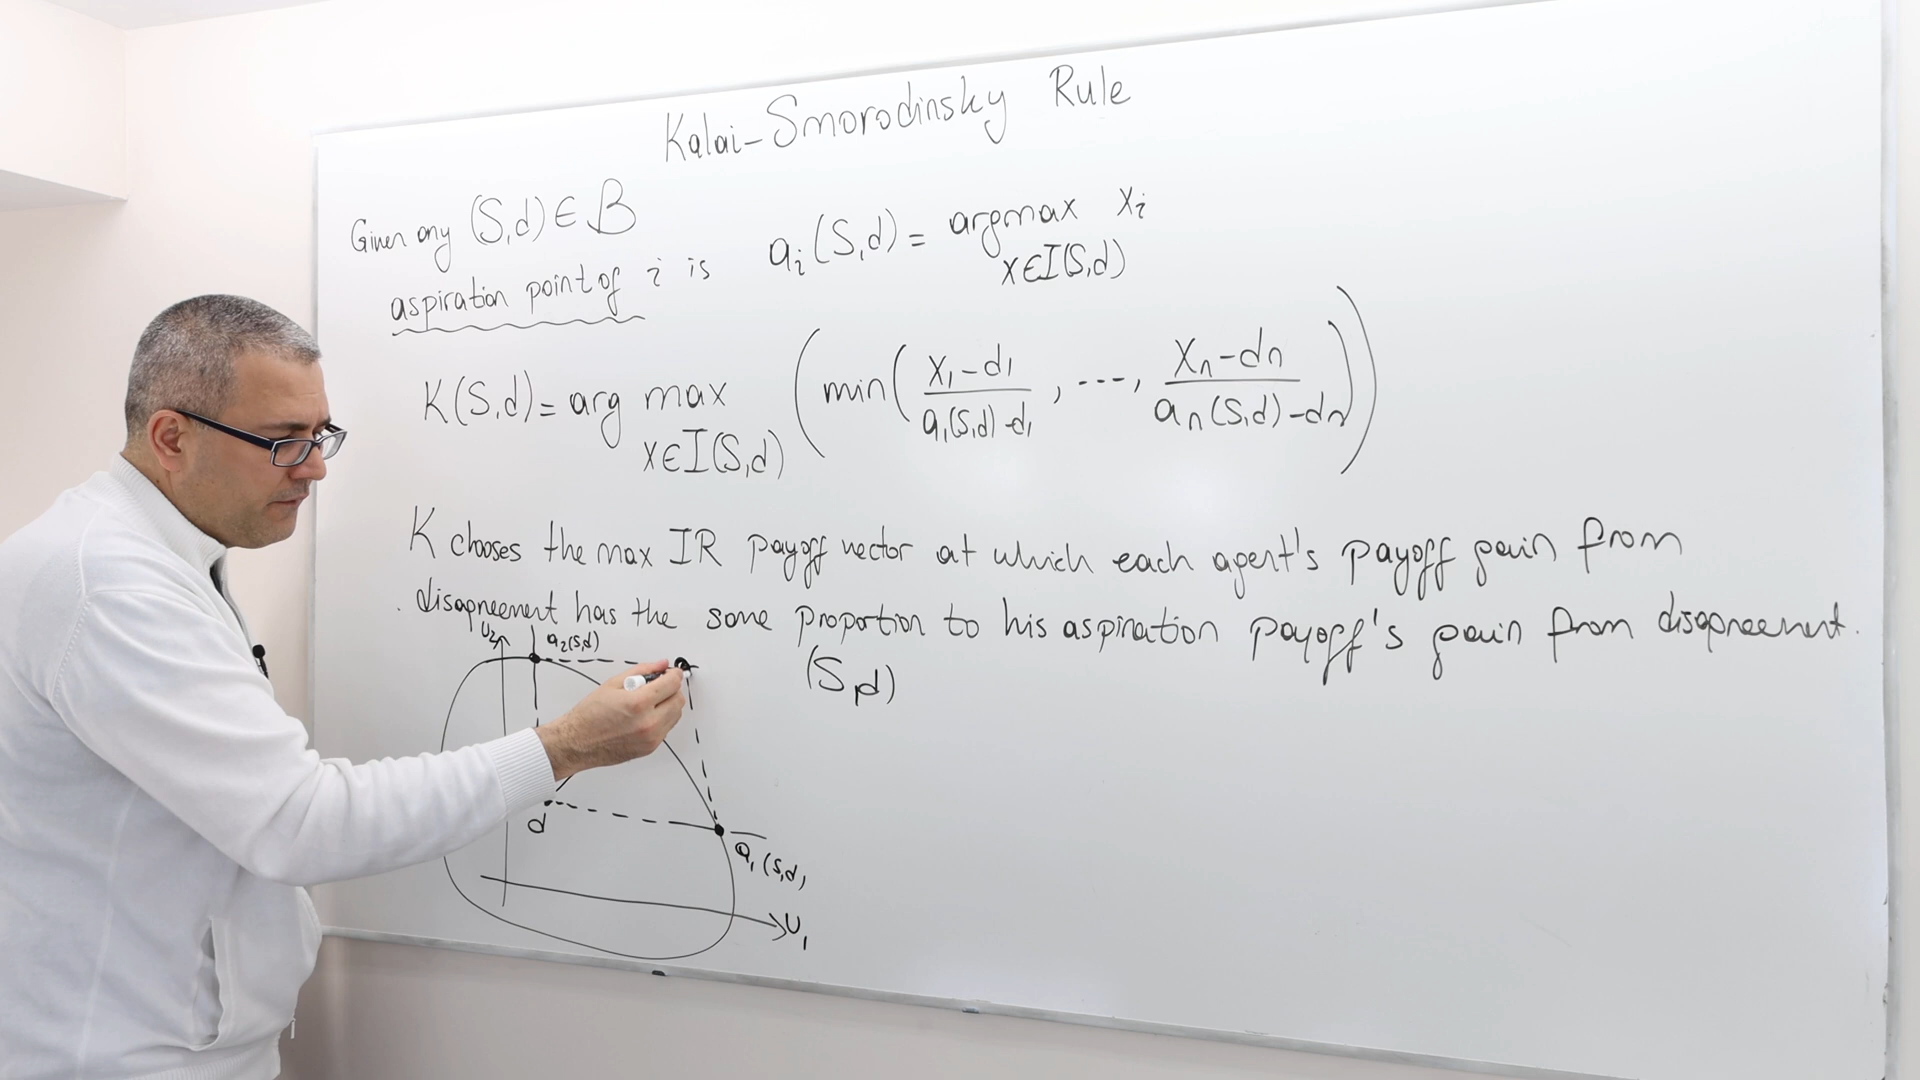 Kalai-Smorodinsky Rule
Given any (S,d) ∈ B
aspiration point of i is a_i(S,d) = argmax x_i
x∈I(S,d)
K(S,d) = arg max (min((x_1-d_1)/(a_1(S,d)-d_1), ..., (x_n-d_n)/(a_n(S,d)-d_n)))
x∈I(S,d)
K chooses the max IR payoff vector at which each agent's payoff gain from
disagreement has the same proportion to his aspiration payoff's gain from disagreement.
U_2 a_2(S,d)
(S,d)
d
a_1(S,d)
U_1